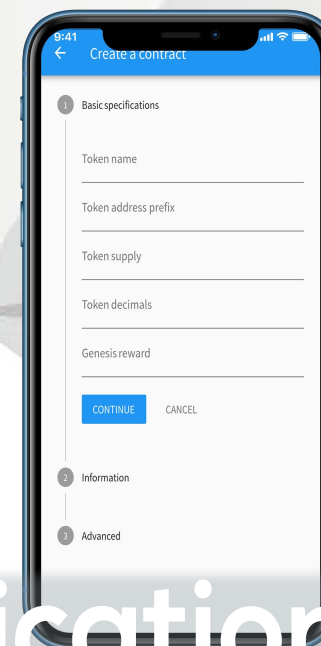 9:41
Create a contract
1 Basic specifications
Token name
Token address prefix
Token supply
Token decimals
Genesis reward
CONTINUE CANCEL
2 Information
3 Advanced
ication